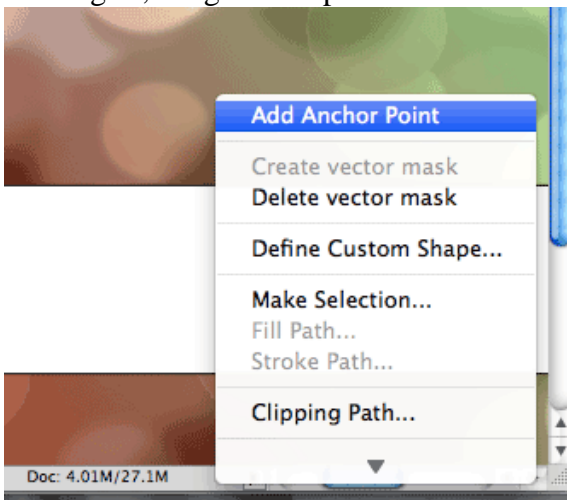 Add Anchor Point
Create vector mask
Delete vector mask
Define Custom Shape...
Make Selection...
Fill Path...
Stroke Path...
Clipping Path...
Doc: 4.01M/27.1M